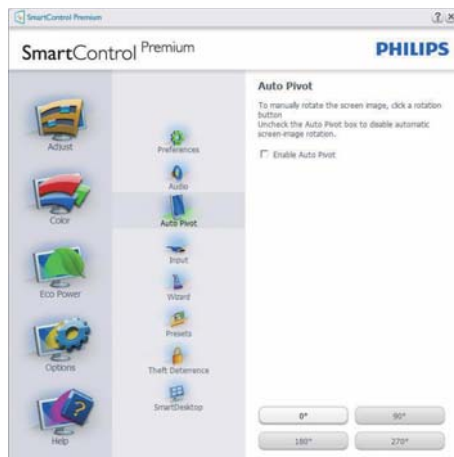 SmartControl Premium
SmartControl Premium
PHILIPS
Adjust
Color
Eco Power
Options
Help
Preferences
Audio
Auto Pivot
Input
Wizard
Presets
Theft Deterrence
SmartDesktop
Auto Pivot
To manually rotate the screen image, click a rotation
button
Uncheck the Auto Pivot box to disable automatic
screen-image rotation.
Enable Auto Pivot
0°
90°
180°
270°